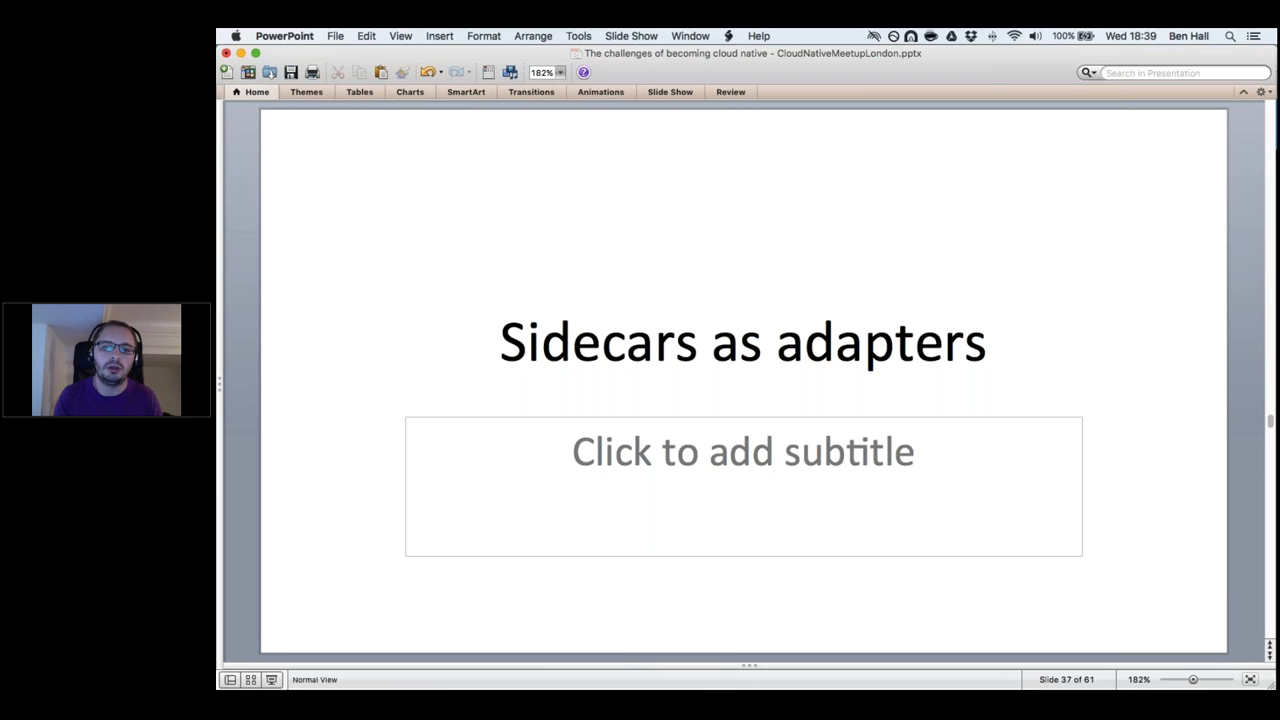 PowerPoint File Edit View Insert Format Arrange Tools Slide Show Window Help 100% Wed 18:39 Ben Hall
The challenges of becoming cloud native - CloudNativeMeetupLondon.pptx
182% Search in Presentation
Home Themes Tables Charts SmartArt Transitions Animations Slide Show Review
Sidecars as adapters
Click to add subtitle
Normal View Slide 37 of 61 182%